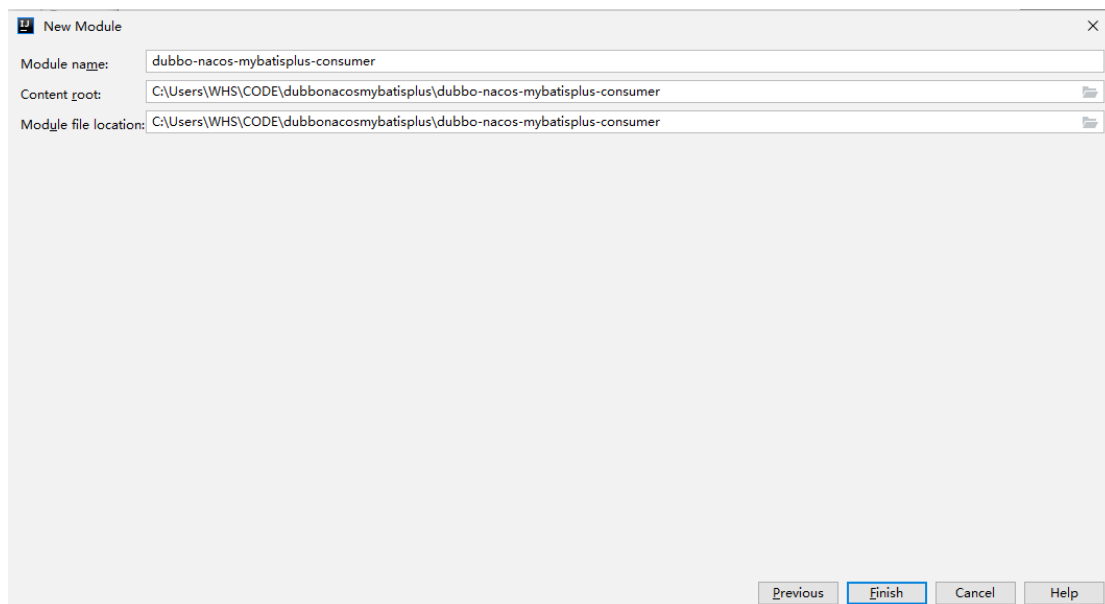 New Module
Module name: dubbo-nacos-mybatisplus-consumer
Content root: C:\Users\WHS\CODE\dubbonacosmybatisplus\dubbo-nacos-mybatisplus-consumer
Module file location: C:\Users\WHS\CODE\dubbonacosmybatisplus\dubbo-nacos-mybatisplus-consumer
Previous Finish Cancel Help